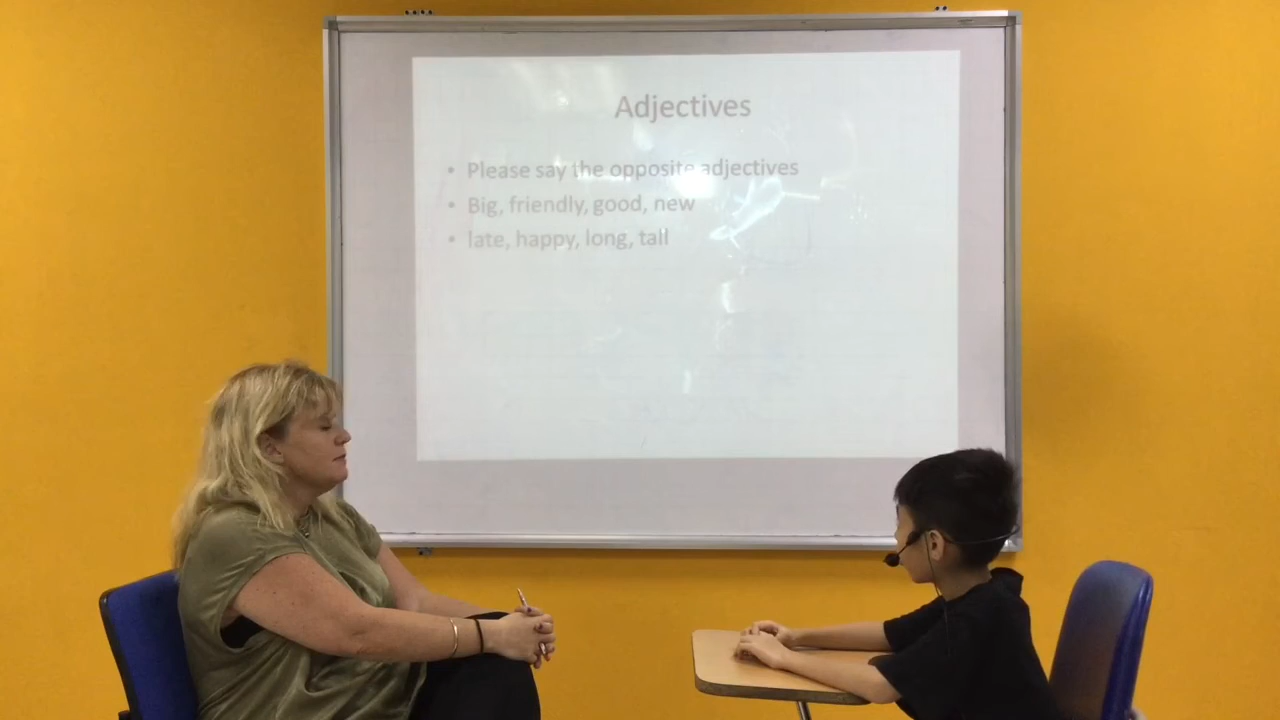 Adjectives
• Please say the opposite adjectives
• Big, friendly, good, new
• late, happy, long, tall